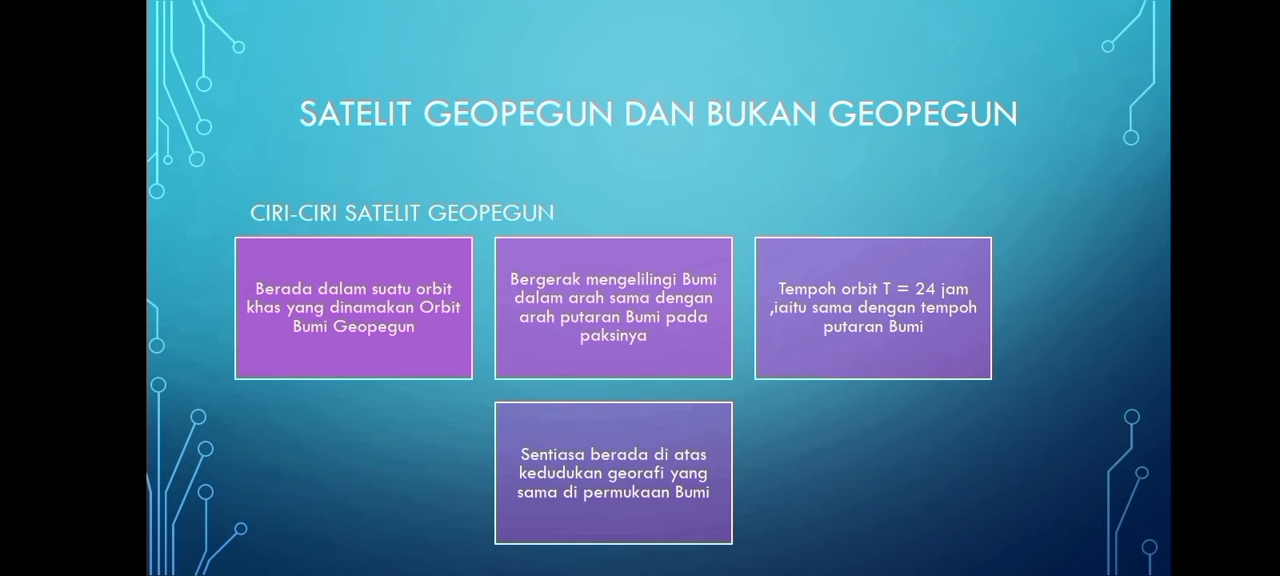 SATELIT GEOPEGUN DAN BUKAN GEOPEGUN
CIRI-CIRI SATELIT GEOPEGUN
Berada dalam suatu orbit
khas yang dinamakan Orbit
Bumi Geopegun
Bergerak mengelilingi Bumi
dalam arah sama dengan
arah putaran Bumi pada
paksinya
Tempoh orbit T = 24 jam
,iaitu sama dengan tempoh
putaran Bumi
Sentiasa berada di atas
kedudukan georafi yang
sama di permukaan Bumi